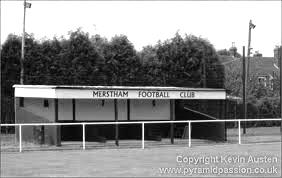 MERSTHAM FOOTBALL CLUB
Copyright Kevin Austen
www.pyramidpassion.co.uk